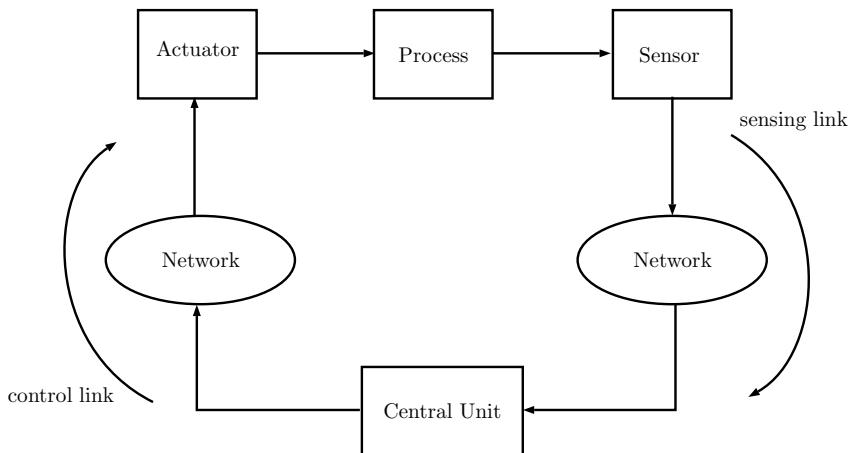 Actuator
Process
Sensor
sensing link
Network
Network
control link
Central Unit